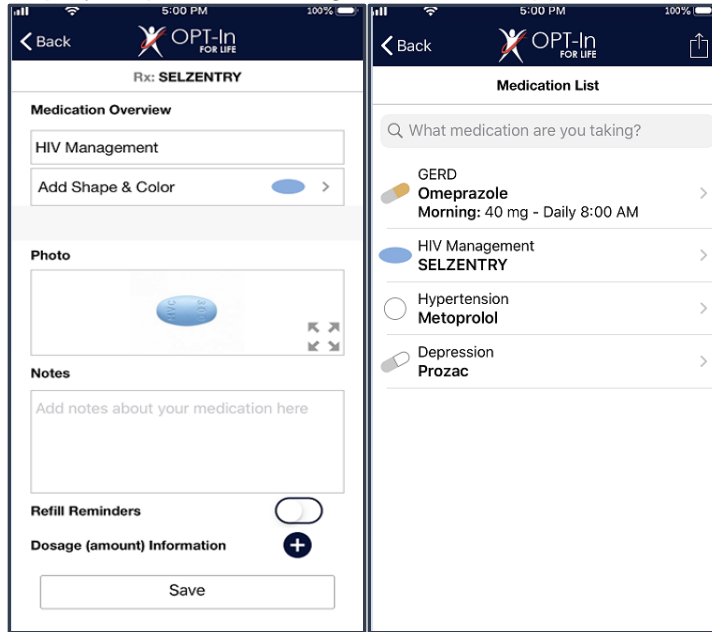 5:00 PM 100%
Back OPT-In
FOR LIFE
Rx: SELZENTRY
Medication Overview
HIV Management
Add Shape & Color
Photo
Notes
Add notes about your medication here
Refill Reminders
Dosage (amount) Information
Save
5:00 PM 100%
Back OPT-In
FOR LIFE
Medication List
What medication are you taking?
GERD
Omeprazole
Morning: 40 mg - Daily 8:00 AM
HIV Management
SELZENTRY
Hypertension
Metoprolol
Depression
Prozac